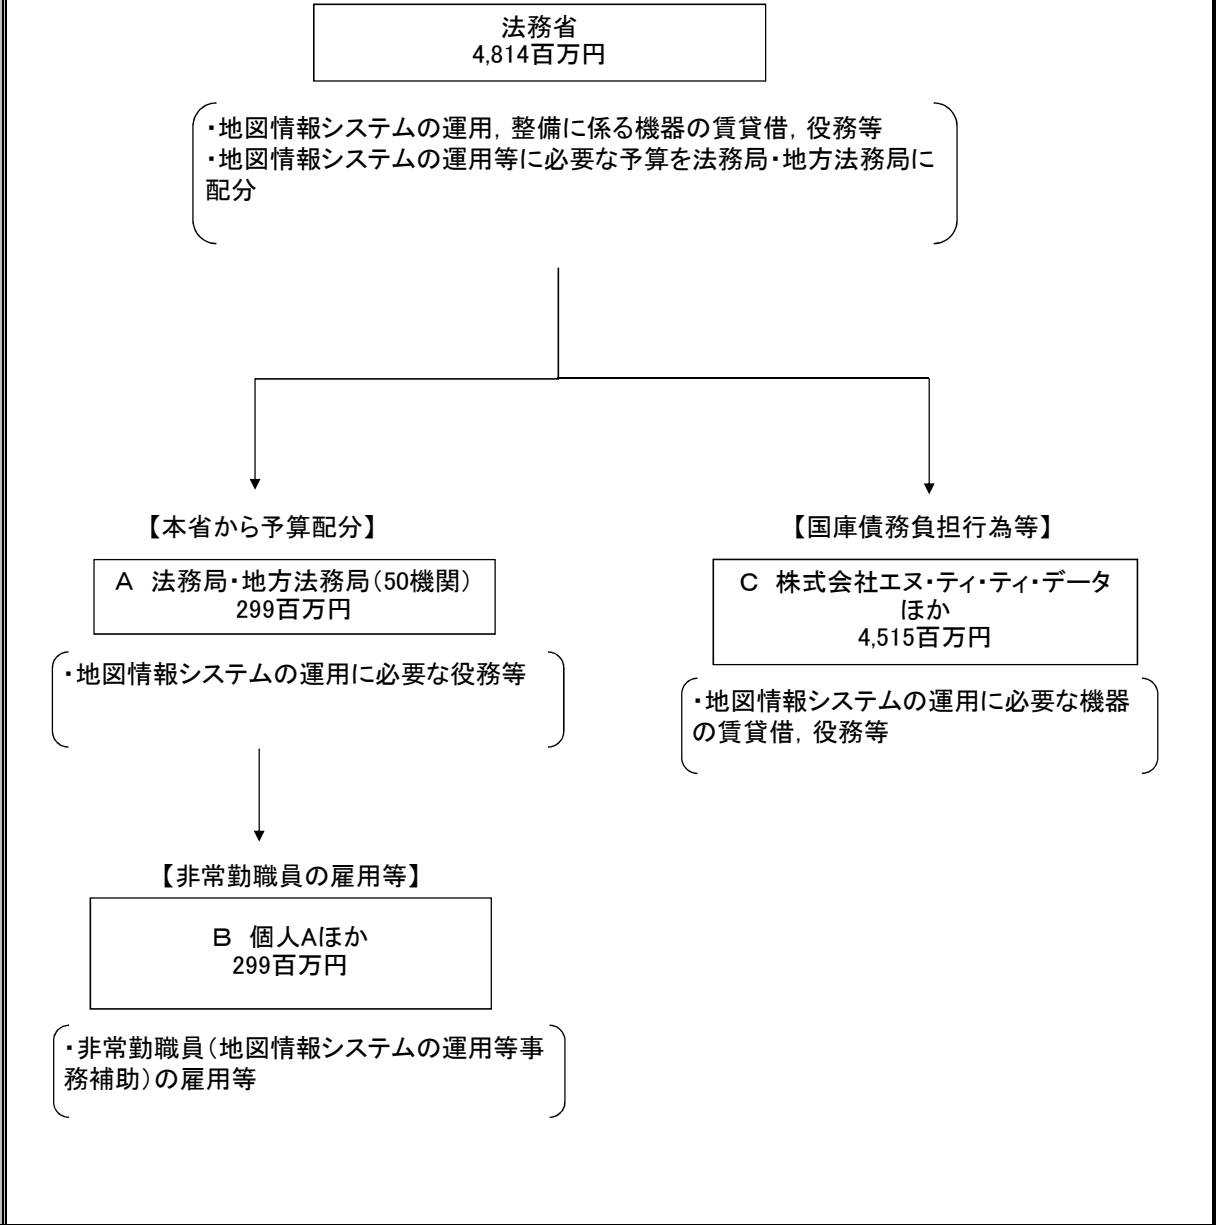 法務省
4,814百万円
・地図情報システムの運用，整備に係る機器の賃貸借，役務等
・地図情報システムの運用等に必要な予算を法務局・地方法務局に
配分
【本省から予算配分】
A　法務局・地方法務局（50機関）
299百万円
・地図情報システムの運用に必要な役務等
【国庫債務負担行為等】
C　株式会社エヌ・ティ・ティ・データ
ほか
4,515百万円
・地図情報システムの運用に必要な機器
の賃貸借，役務等
【非常勤職員の雇用等】
B　個人Aほか
299百万円
・非常勤職員（地図情報システムの運用等事
務補助）の雇用等